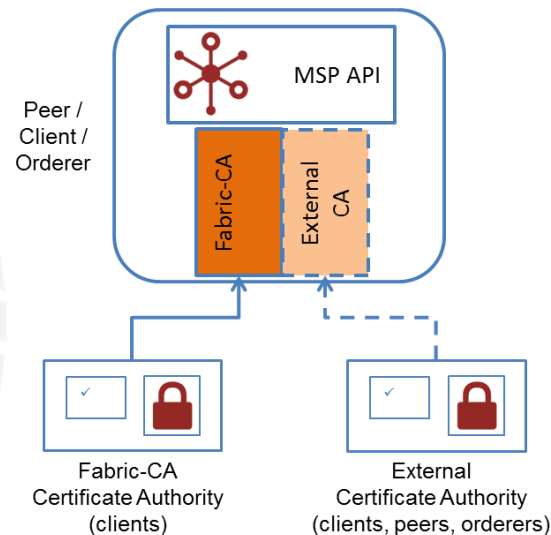 MSP API
Peer /
Client /
Orderer
Fabric-CA
External
CA
Fabric-CA
Certificate Authority
(clients)
External
Certificate Authority
(clients, peers, orderers)